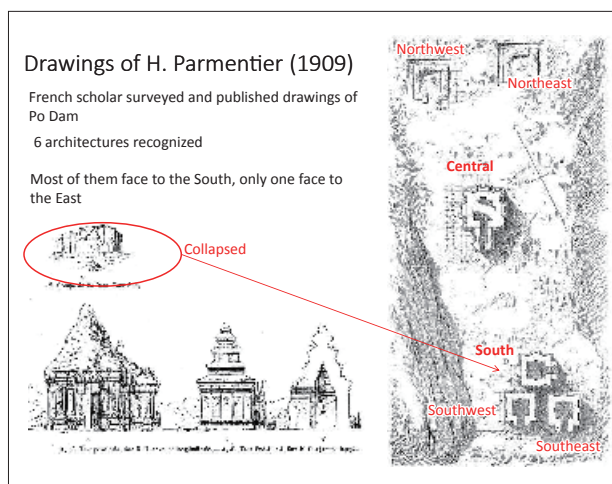 Drawings of H. Parmentier (1909)
French scholar surveyed and published drawings of
Po Dam
6 architectures recognized
Most of them face to the South, only one face to
the East
Collapsed
Northwest
Northeast
Central
South
Southwest
Southeast